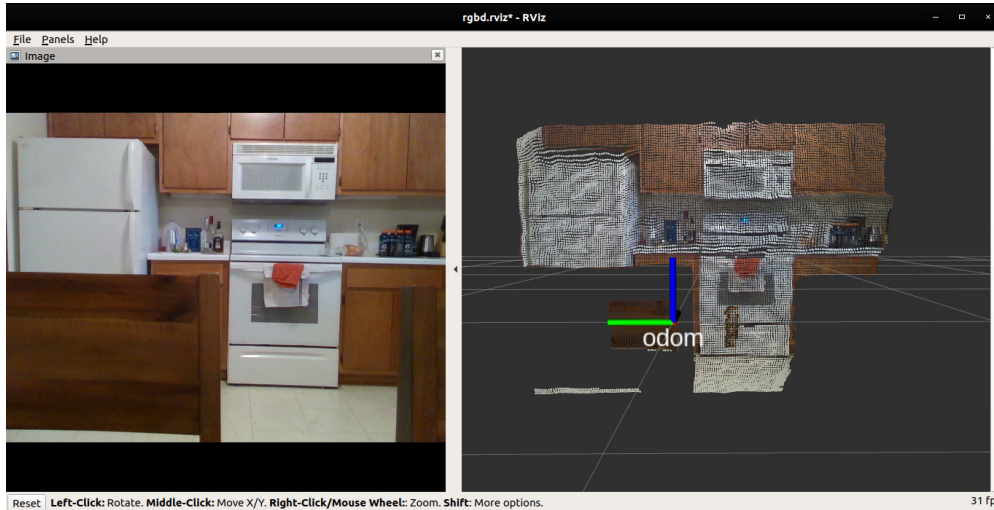 rgbd.rviz* - RViz
File Panels Help
Image
odom
Reset Left-Click: Rotate. Middle-Click: Move X/Y. Right-Click/Mouse Wheel:: Zoom. Shift: More options.
31 fp